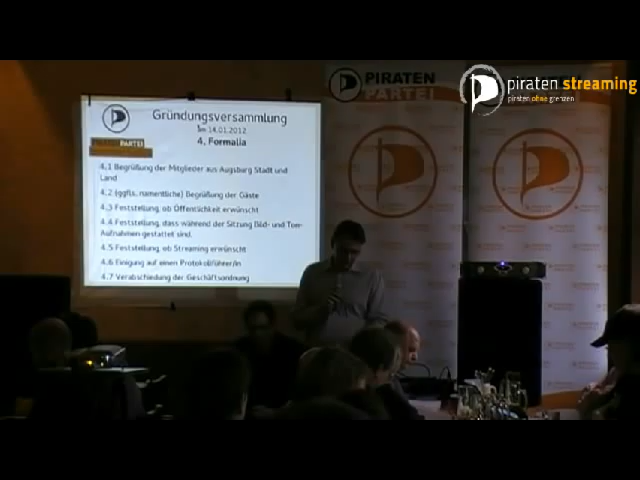 Gründungsversammlung
am 14.01.2012
4. Formalia
PIRATENPARTEI
4.1 Begrüßung der Mitglieder aus Augsburg Stadt und
Land
4.2 (ggfls. namentliche) Begrüßung der Gäste
4.3 Feststellung, ob Öffentlichkeit erwünscht
4.4 Feststellung, dass während der Sitzung Bild- und Ton-
Aufnahmen gestattet sind.
4.5 Feststellung, ob Streaming erwünscht
4.6 Einigung auf einen Protokollführer/in
4.7 Verabschiedung der Geschäftsordnung
PIRATEN
PARTEI
piraten streaming
piraten ohne grenzen